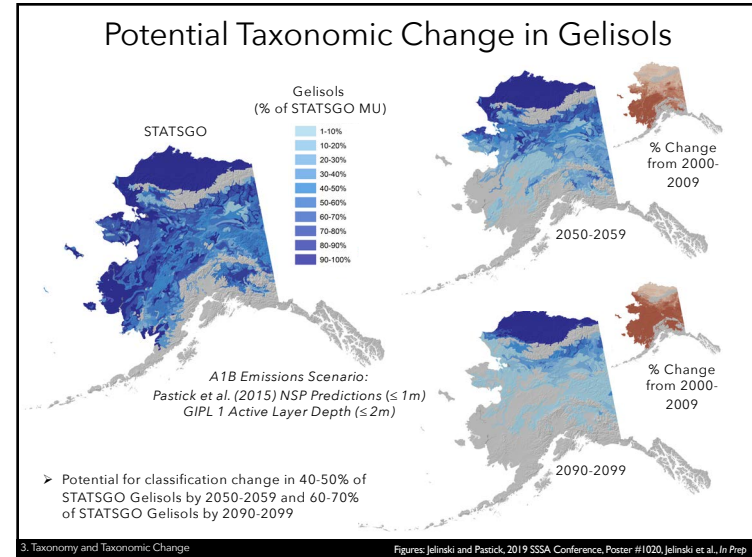 Potential Taxonomic Change in Gelisols
STATSGO
Gelisols
(% of STATSGO MU)
1-10%
10-20%
20-30%
30-40%
40-50%
50-60%
60-70%
70-80%
80-90%
90-100%
% Change
from 2000-
2009
2050-2059
% Change
from 2000-
2009
2090-2099
A1B Emissions Scenario:
Pastick et al. (2015) NSP Predictions (≤ 1m)
GIPL 1 Active Layer Depth (≤ 2m)
➢ Potential for classification change in 40-50% of
STATSGO Gelisols by 2050-2059 and 60-70%
of STATSGO Gelisols by 2090-2099
3. Taxonomy and Taxonomic Change
Figures: Jelinski and Pastick, 2019 SSSA Conference, Poster #1020, Jelinski et al., In Prep